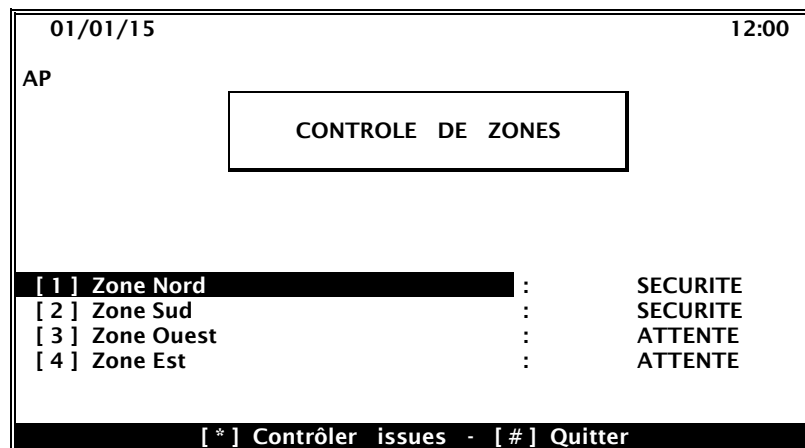 01/01/15 12:00
AP
CONTROLE DE ZONES
[ 1 ] Zone Nord : SECURITE
[ 2 ] Zone Sud : SECURITE
[ 3 ] Zone Ouest : ATTENTE
[ 4 ] Zone Est : ATTENTE
[ * ] Contrôler issues - [ # ] Quitter